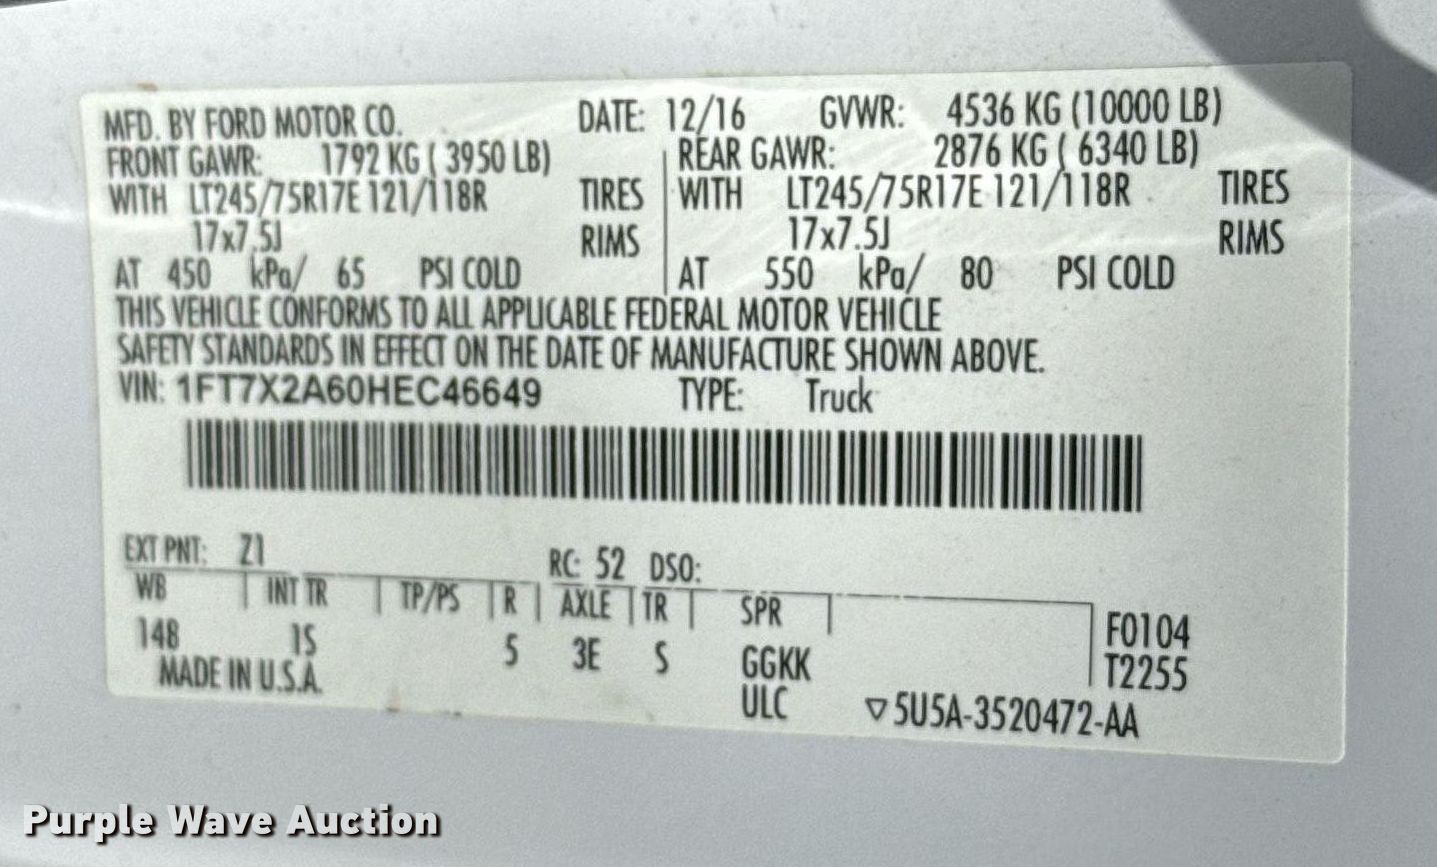 MFD. BY FORD MOTOR CO. DATE: 12/16 GVWR: 4536 KG (10000 LB)
FRONT GAWR: 1792 KG ( 3950 LB) REAR GAWR: 2876 KG ( 6340 LB)
WITH LT245/75R17E 121/118R TIRES WITH LT245/75R17E 121/118R TIRES
17x7.5J RIMS 17x7.5J RIMS
AT 450 kPa/ 65 PSI COLD AT 550 kPa/ 80 PSI COLD
THIS VEHICLE CONFORMS TO ALL APPLICABLE FEDERAL MOTOR VEHICLE
SAFETY STANDARDS IN EFFECT ON THE DATE OF MANUFACTURE SHOWN ABOVE.
VIN: 1FT7X2A60HEC46649 TYPE: Truck
EXT PNT: Z1 RC: 52 DSO:
WB INT TR TP/PS R AXLE TR SPR
148 1S 5 3E S GGKK F0104
MADE IN U.S.A. ULC T2255
▽5U5A-3520472-AA
Purple Wave Auction